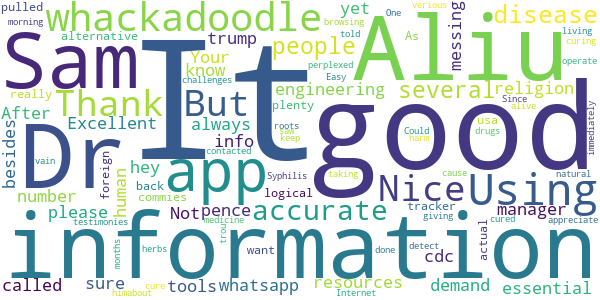 whackadoodle
Aliu
disease
Sam
It
good
Dr
app
information
pulled
morning
One
yet
messing
told
verious
Your
alternative
trump
people
browsing
living
curing
know
Easy
perplexed
As
operate
Thank
But
several
engineering
religion
After
really
challenges
Since
Excellent
always
plenty
roots
Could
usa
alive
besides
hey
info
contacted
saw
keep
harm
drugs
immediately
number
human
foreign
Not
pence
Nice
Using
please
back
Syphilis
taking
cause
natural
vain
commies
logical
accurate
tracker
manager
actual
cured
giving
appreciate
testimonies
medicine
months
herbs
cure
want
done
detect
called
sure
tools
whatsapp
resources
cdc
demand
essential
himabout
Internet